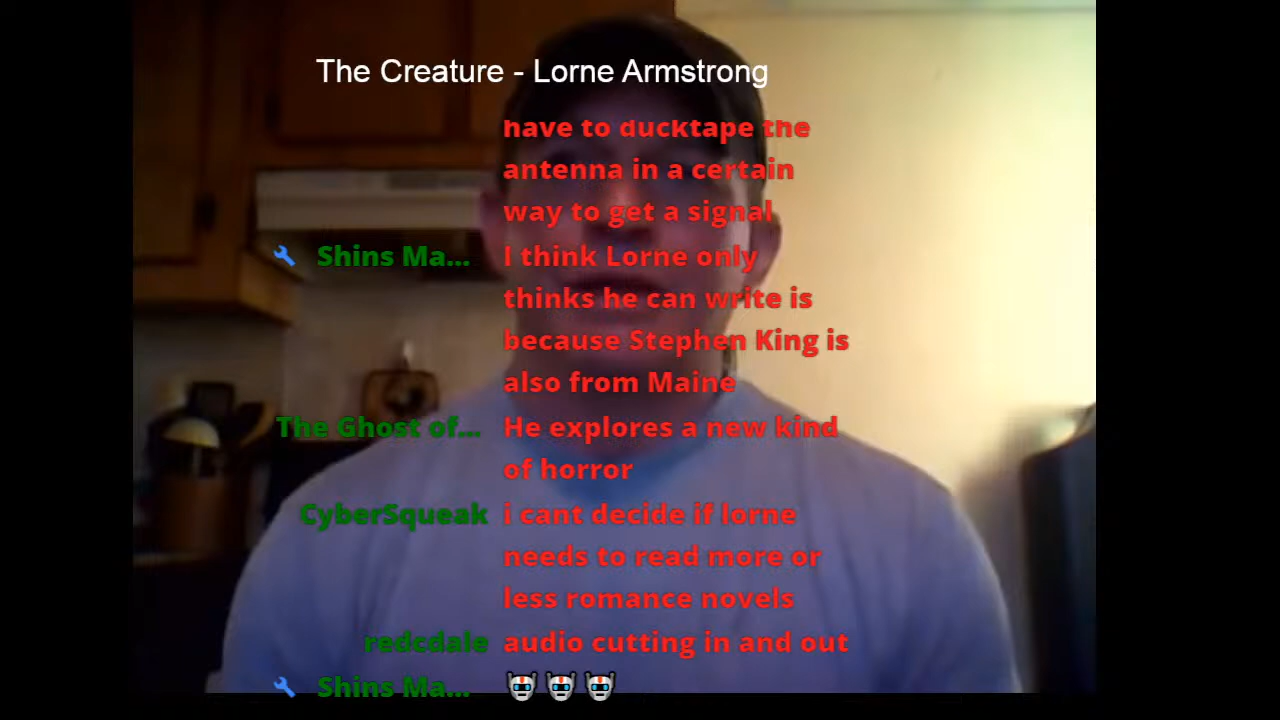 The Creature - Lorne Armstrong
have to ducktape the
antenna in a certain
way to get a signal
Shins Ma... I think Lorne only
thinks he can write is
because Stephen King is
also from Maine
The Ghost of... He explores a new kind
of horror
CyberSqueak i cant decide if lorne
needs to read more or
less romance novels
redcdale audio cutting in and out
Shins Ma...